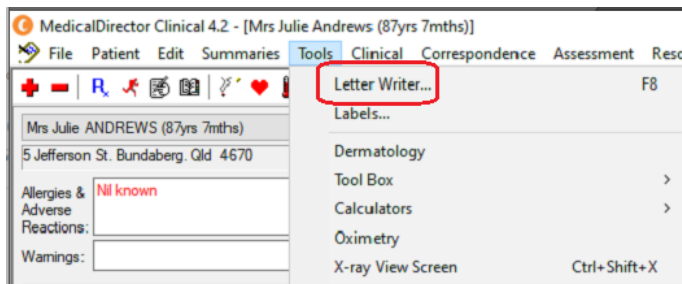 MedicalDirector Clinical 4.2 - [Mrs Julie Andrews (87yrs 7mths)]
File Patient Edit Summaries Tools Clinical Correspondence Assessment Reso
Letter Writer... F8
Labels...
Dermatology
Tool Box
Calculators
Oximetry
X-ray View Screen Ctrl+Shift+X
Mrs Julie ANDREWS (87yrs 7mths)
5 Jefferson St. Bundaberg. Qld 4670
Allergies & Adverse Reactions: Nil known
Warnings: